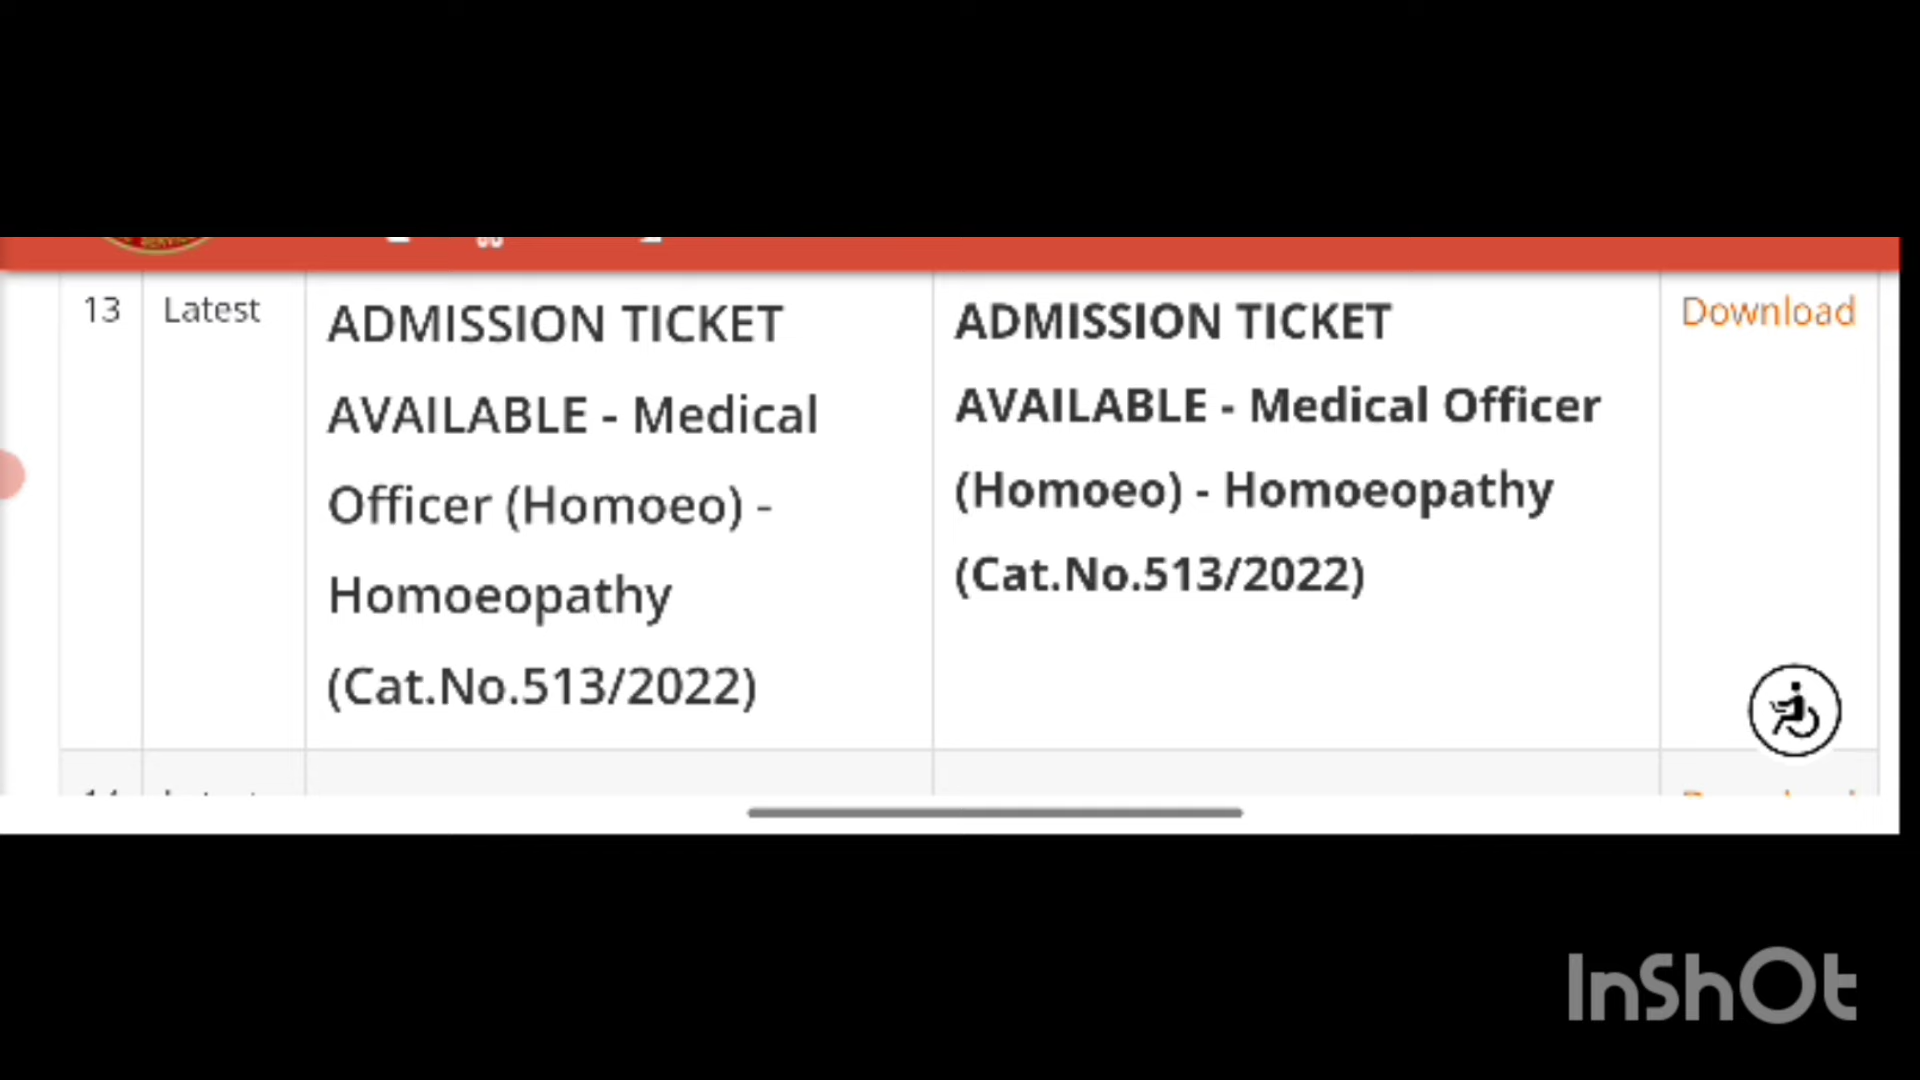 SERVICE
13
Latest
ADMISSION TICKET
AVAILABLE - Medical
Officer (Homoeo) -
Homoeopathy
(Cat.No.513/2022)
ADMISSION TICKET
AVAILABLE - Medical Officer
(Homoeo) - Homoeopathy
(Cat.No.513/2022)
Download
InShOt